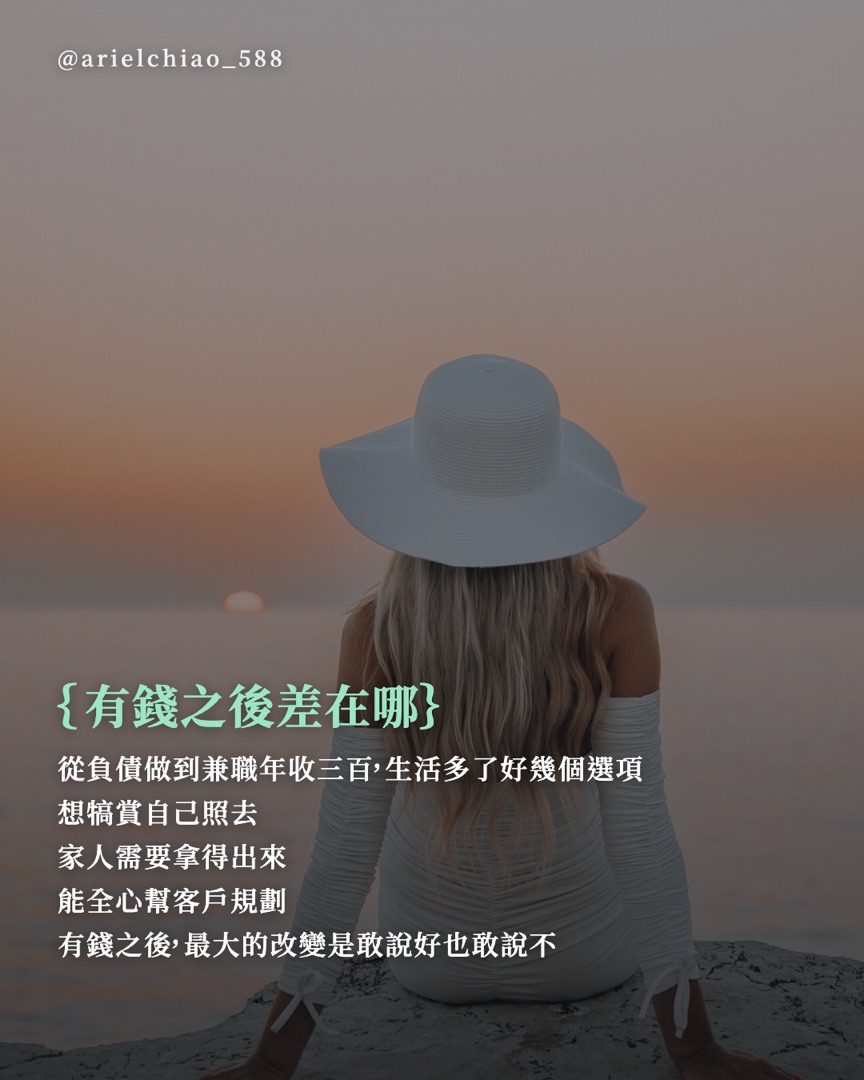 @arielchiao_588
{有錢之後差在哪}
從負債做到兼職年收三百，生活多了好幾個選項
想犒賞自己照去
家人需要拿得出來
能全心幫客戶規劃
有錢之後，最大的改變是敢說好也敢說不